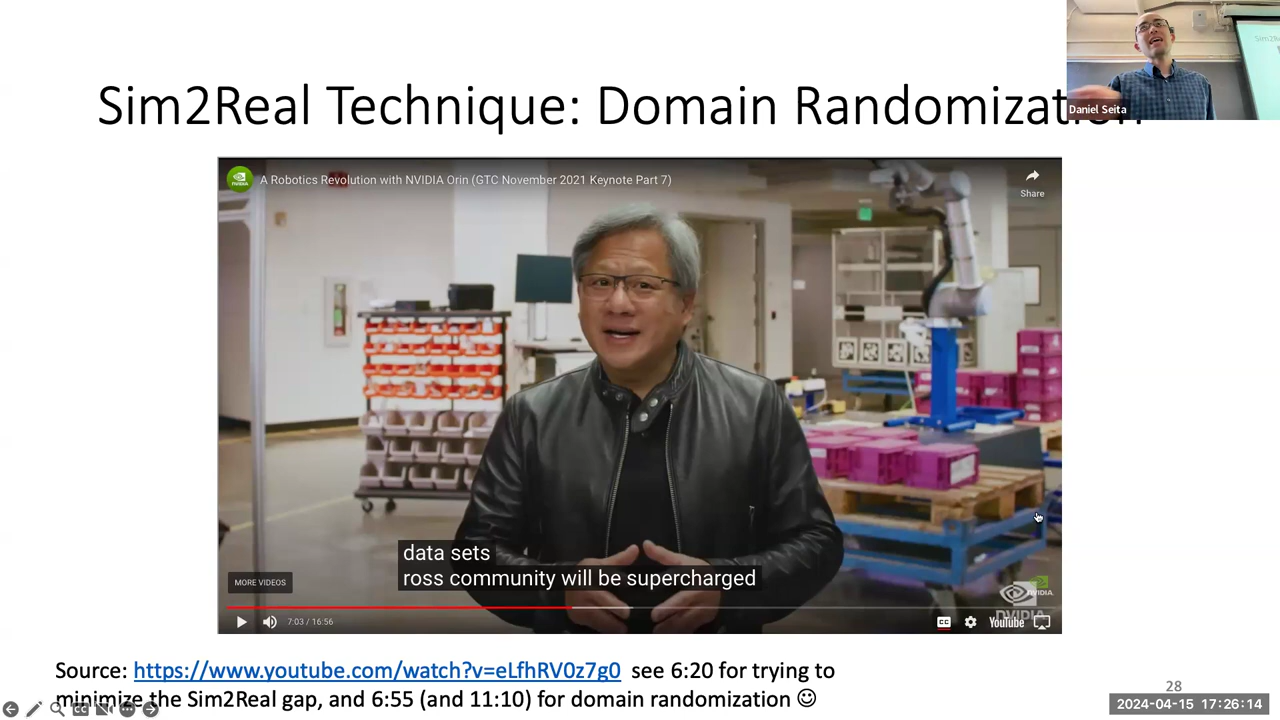 Sim2Real Technique: Domain Randomization
Daniel Seita
A Robotics Revolution with NVIDIA Orin (GTC November 2021 Keynote Part 7)
Share
data sets
ross community will be supercharged
MORE VIDEOS
7:03 / 16:56
CC
YouTube
NVIDIA
Source: https://www.youtube.com/watch?v=eLfhRV0z7g0 see 6:20 for trying to
minimize the Sim2Real gap, and 6:55 (and 11:10) for domain randomization
28
2024-04-15 17:26:14